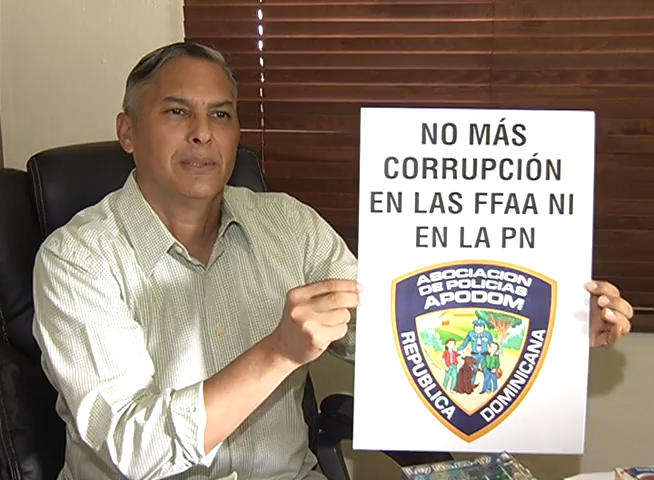 NO MÁS
CORRUPCIÓN
EN LAS FFAA NI
EN LA PN
ASOCIACION
DE POLICIAS
APODOM
REPUBLICA
DOMINICANA